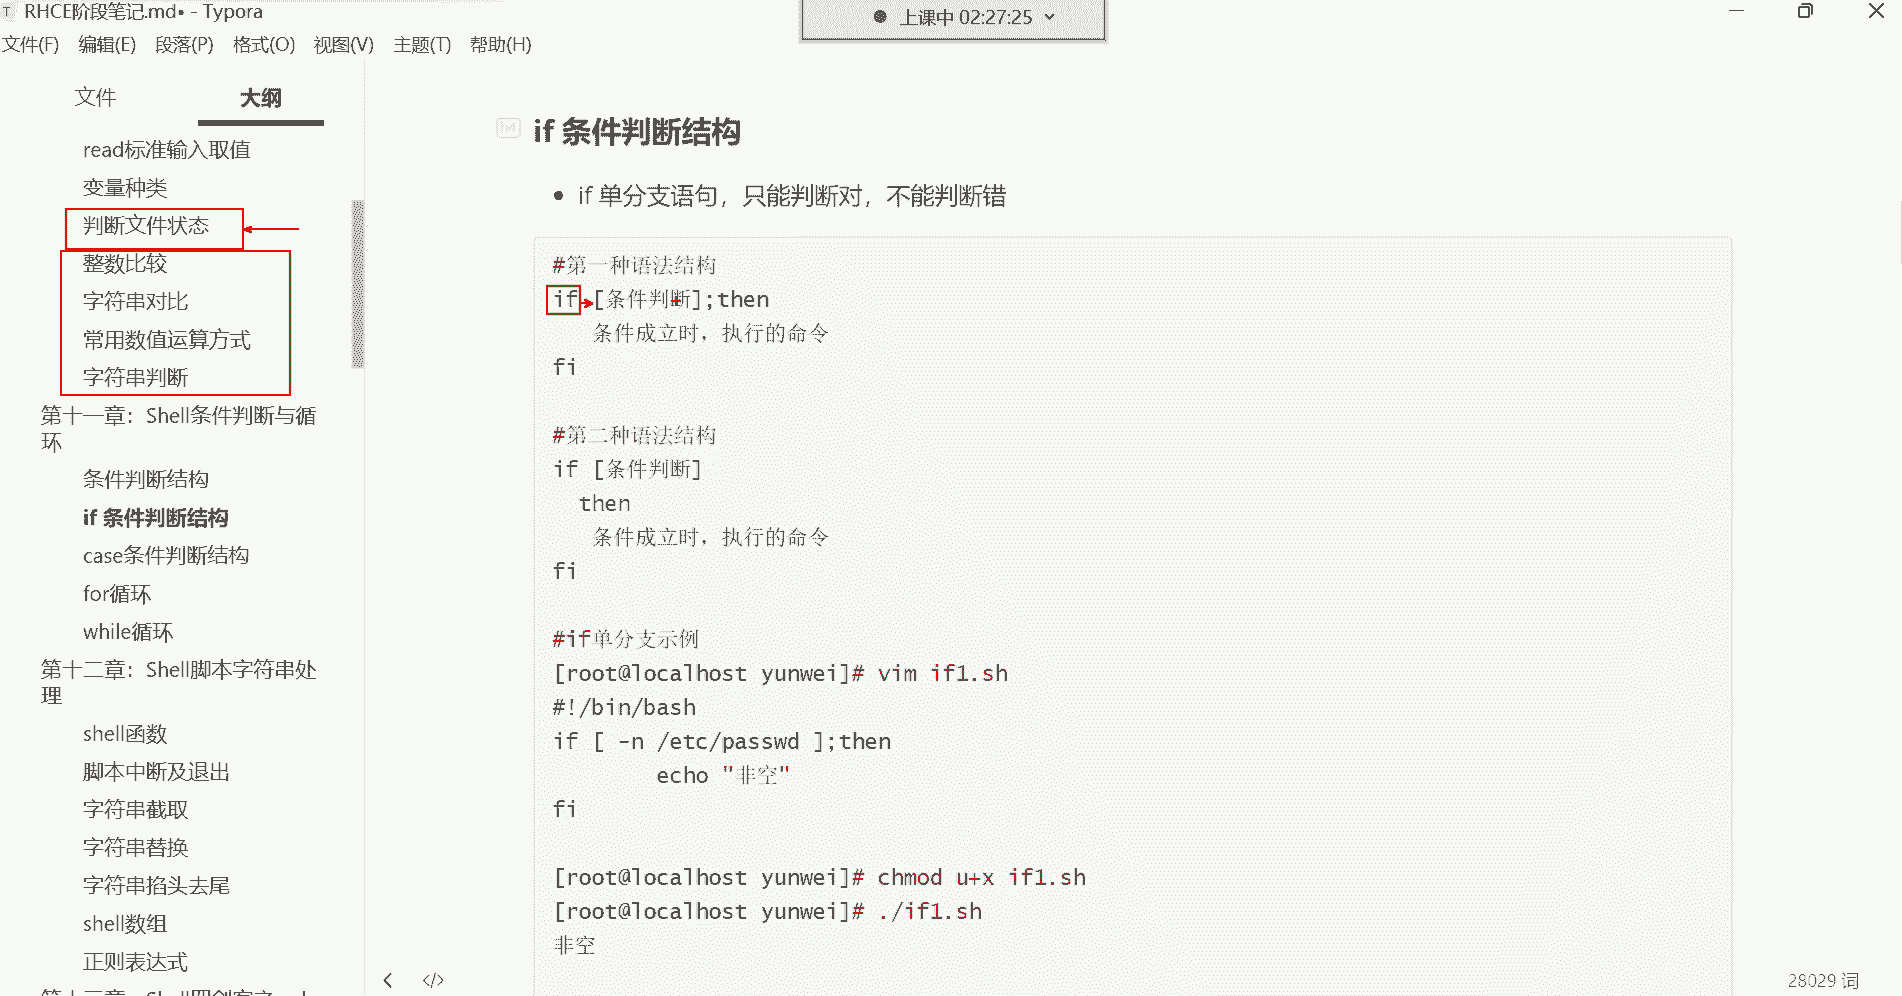 RHCE阶段笔记.md• - Typora
上课中 02:27:25
文件(F) 编辑(E) 段落(P) 格式(O) 视图(V) 主题(T) 帮助(H)
文件 大纲
read标准输入取值
变量种类
判断文件状态
整数比较
字符串对比
常用数值运算方式
字符串判断
第十一章：Shell条件判断与循
环
条件判断结构
if 条件判断结构
case条件判断结构
for循环
while循环
第十二章：Shell脚本字符串处
理
shell函数
脚本中断及退出
字符串截取
字符串替换
字符串掐头去尾
shell数组
正则表达式
if 条件判断结构
• if 单分支语句，只能判断对，不能判断错
#第一种语法结构
if [条件判断];then
条件成立时，执行的命令
fi
#第二种语法结构
if [条件判断]
then
条件成立时，执行的命令
fi
#if单分支示例
[root@localhost yunwei]# vim if1.sh
#!/bin/bash
if [ -n /etc/passwd ];then
echo "非空"
fi
[root@localhost yunwei]# chmod u+x if1.sh
[root@localhost yunwei]# ./if1.sh
非空
28029 词